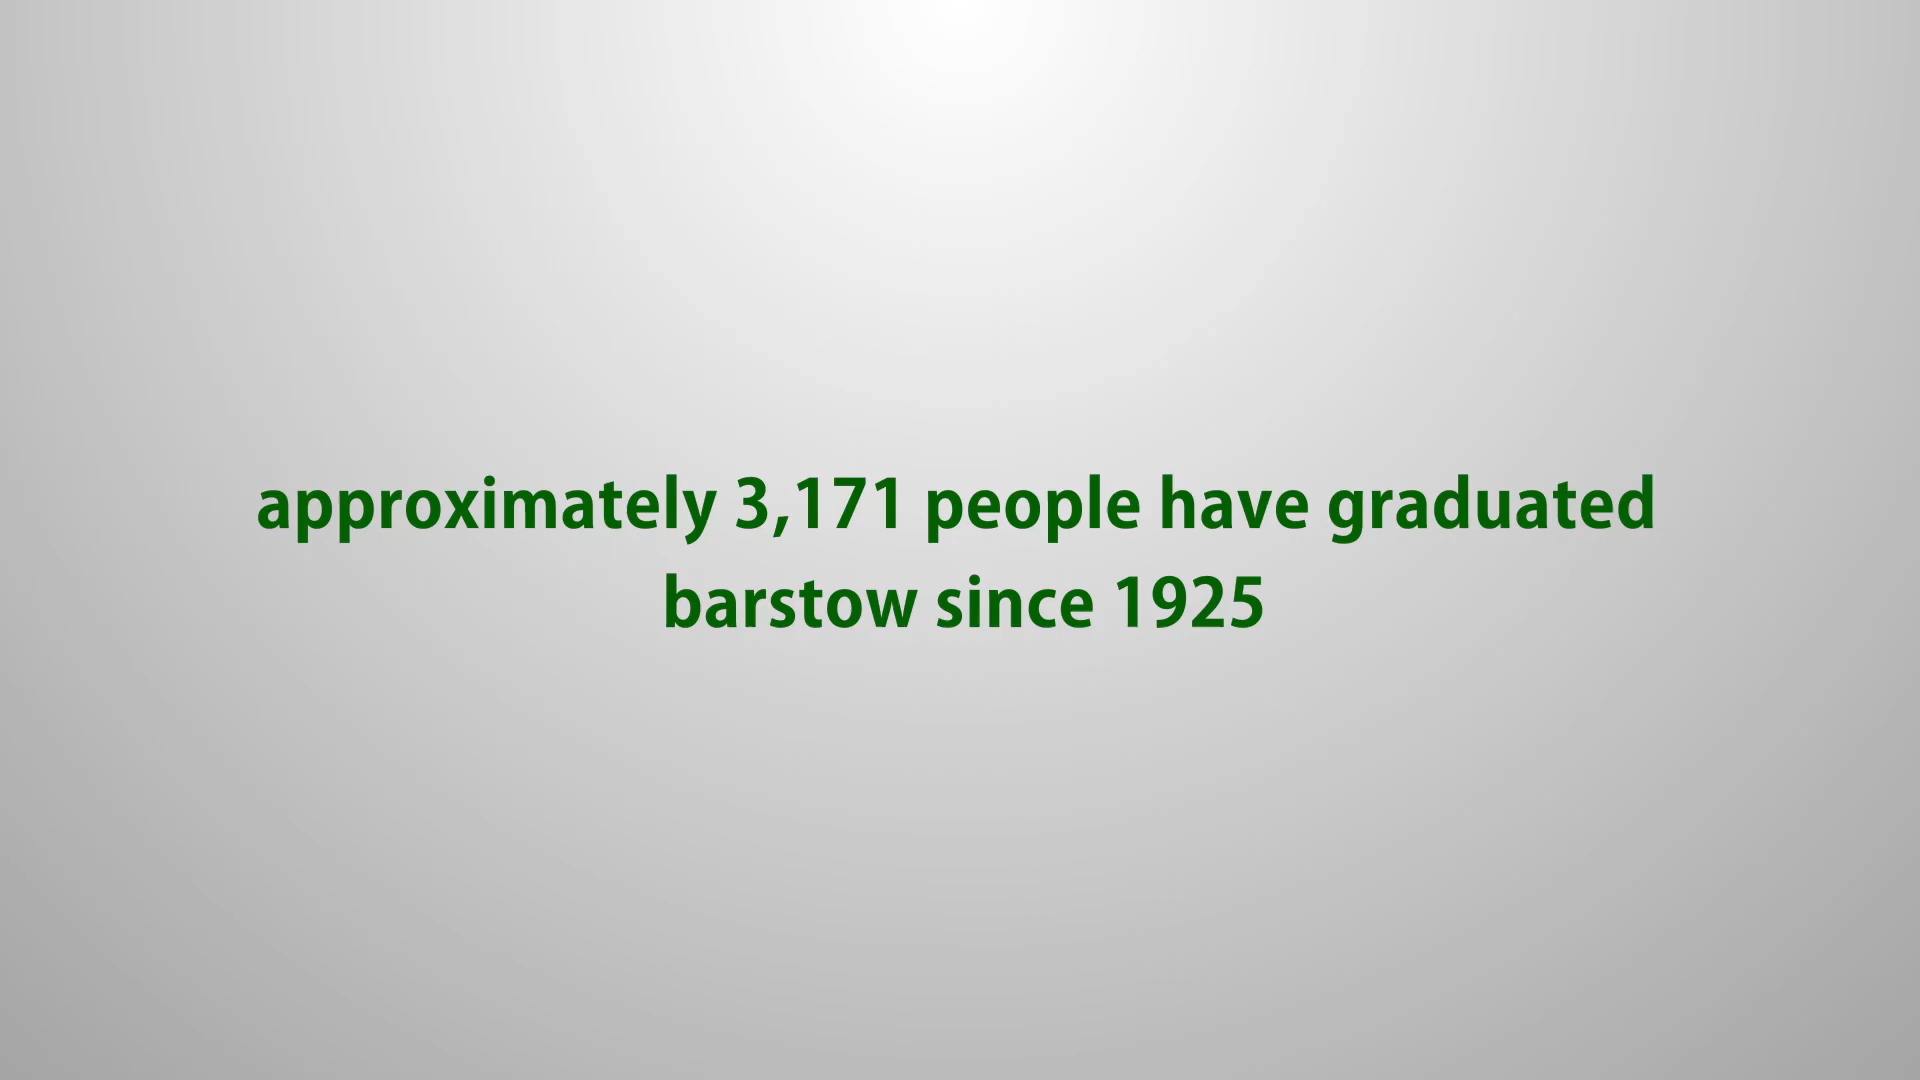 approximately 3,171 people have graduated
barstow since 1925